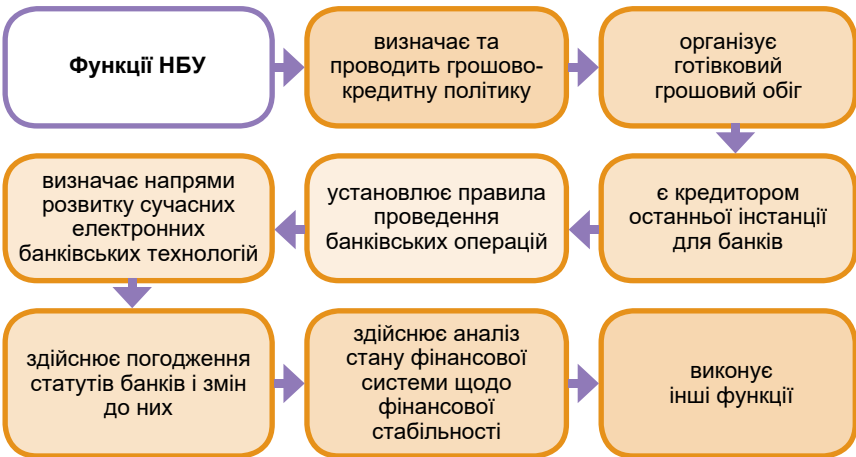 Функції НБУ
визначає та
проводить грошово-
кредитну політику
організує
готівковий
грошовий обіг
є кредитором
останньої інстанції
для банків
установлює правила
проведення
банківських операцій
визначає напрями
розвитку сучасних
електронних
банківських технологій
здійснює погодження
статутів банків і змін
до них
здійснює аналіз
стану фінансової
системи щодо
фінансової
стабільності
виконує
інші функції